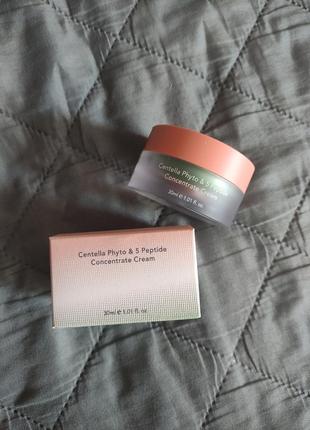 Centella Phyto & 5 Peptide
Concentrate Cream
30ml ℮ 1.01 fl. oz
Centella Phyto & 5 Peptide
Concentrate Cream
30ml ℮ 1.01 fl. oz